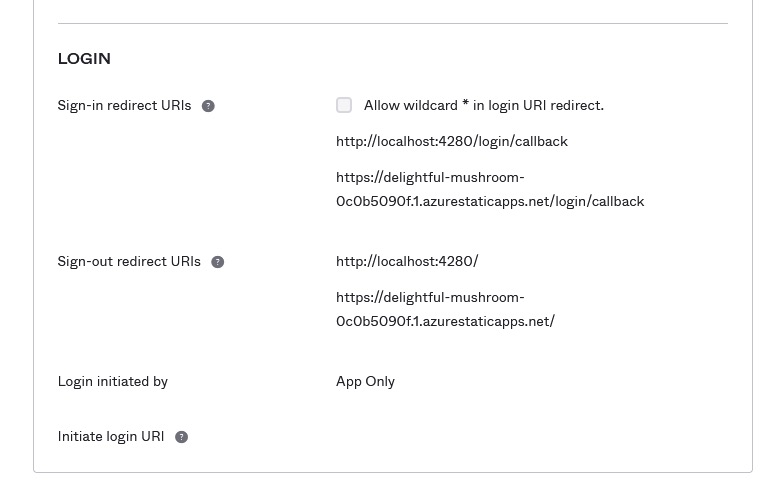 LOGIN
Sign-in redirect URIs ?
Allow wildcard * in login URI redirect.
http://localhost:4280/login/callback
https://delightful-mushroom-
0c0b5090f.1.azurestaticapps.net/login/callback
Sign-out redirect URIs ?
http://localhost:4280/
https://delightful-mushroom-
0c0b5090f.1.azurestaticapps.net/
Login initiated by
App Only
Initiate login URI ?